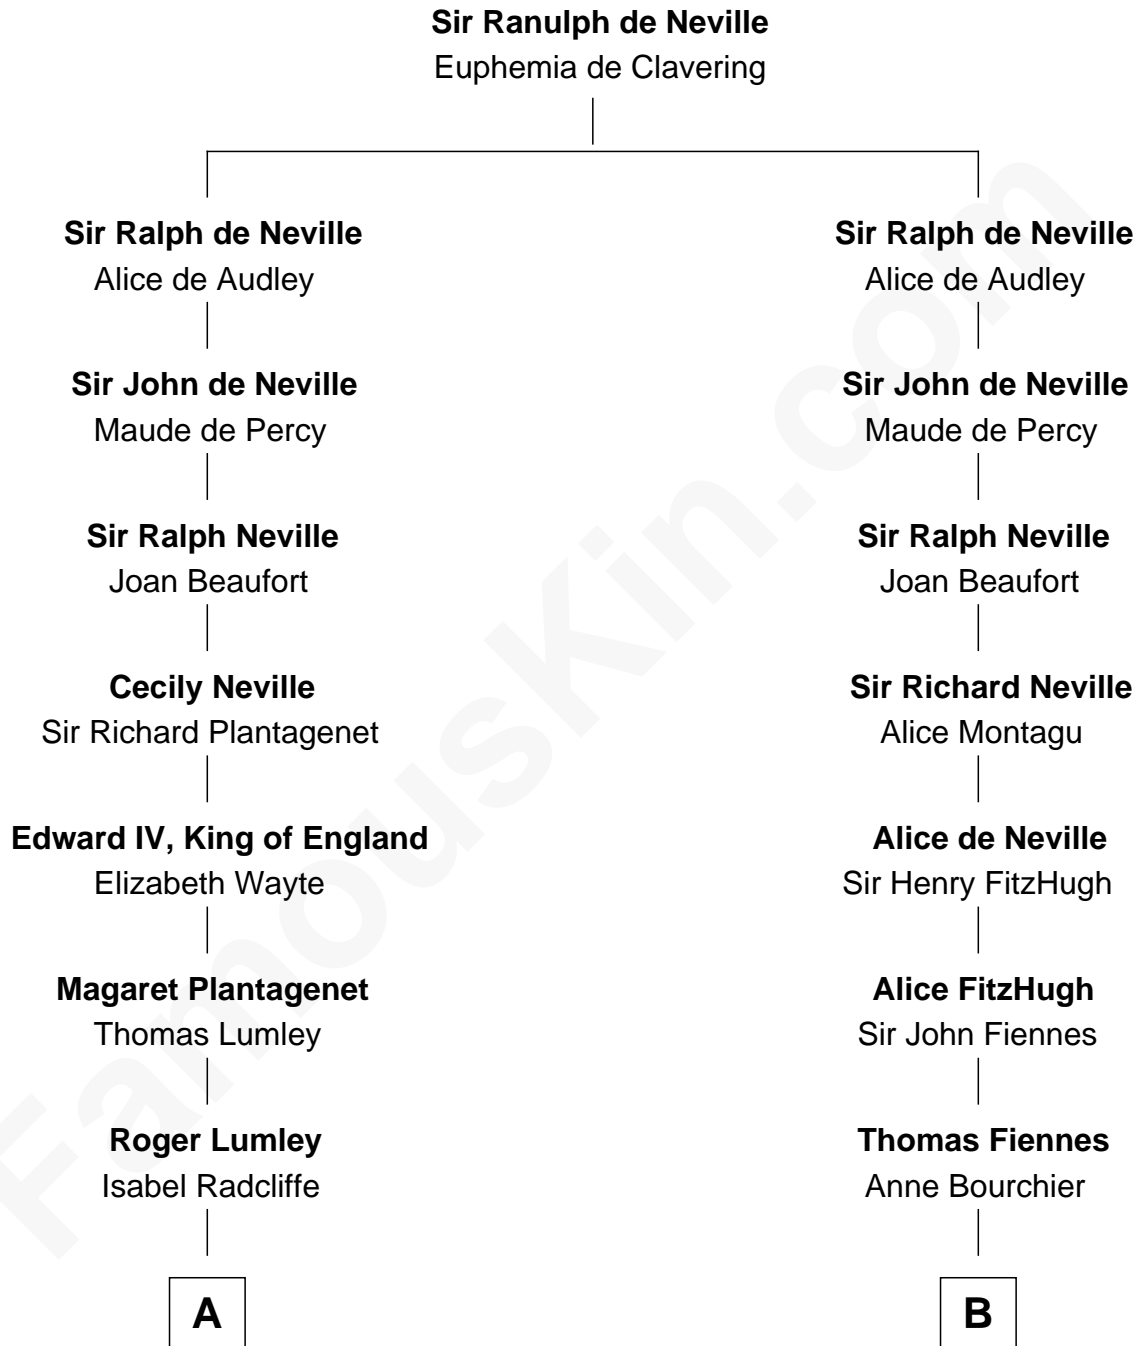 Sir Ranulph de Neville
Euphemia de Clavering
Sir Ralph de Neville
Alice de Audley
Sir John de Neville
Maude de Percy
Sir Ralph Neville
Joan Beaufort
Cecily Neville
Sir Richard Plantagenet
Edward IV, King of England
Elizabeth Wayte
Magaret Plantagenet
Thomas Lumley
Roger Lumley
Isabel Radcliffe
A
Sir Ralph de Neville
Alice de Audley
Sir John de Neville
Maude de Percy
Sir Ralph Neville
Joan Beaufort
Sir Richard Neville
Alice Montagu
Alice de Neville
Sir Henry FitzHugh
Alice FitzHugh
Sir John Fiennes
Thomas Fiennes
Anne Bourchier
B
FamousKin.com